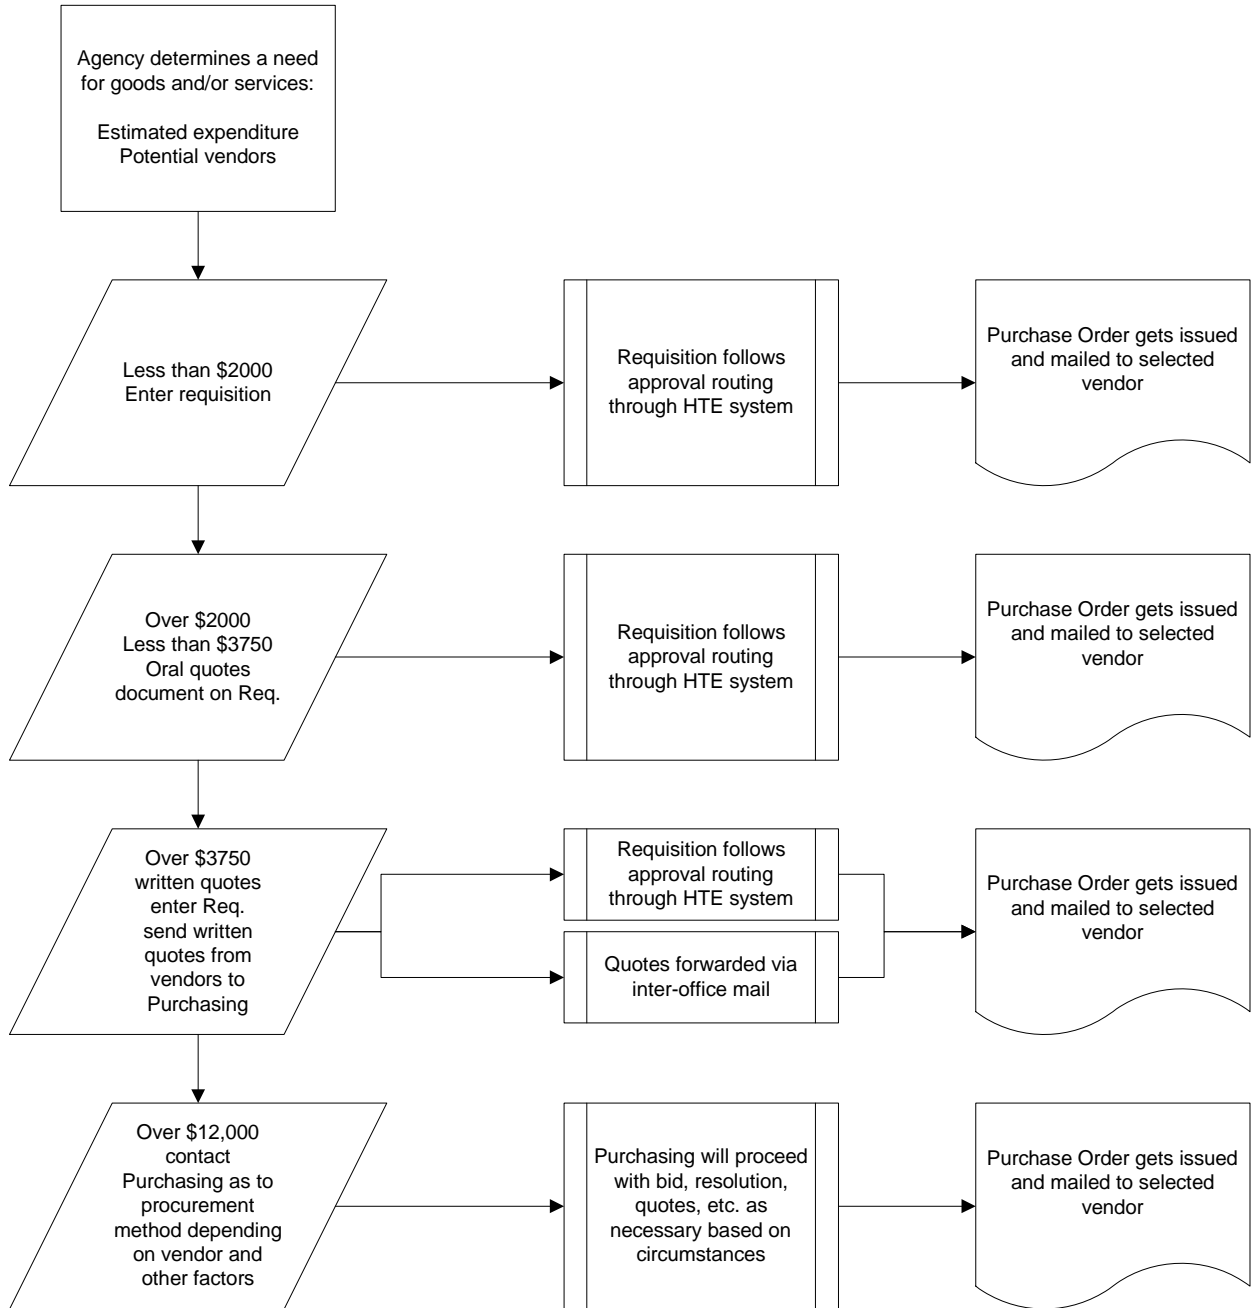 Agency determines a need
for goods and/or services:
Estimated expenditure
Potential vendors
Less than $2000
Enter requisition
Requisition follows
approval routing
through HTE system
Purchase Order gets issued
and mailed to selected
vendor
Over $2000
Less than $3750
Oral quotes
document on Req.
Requisition follows
approval routing
through HTE system
Purchase Order gets issued
and mailed to selected
vendor
Over $3750
written quotes
enter Req.
send written
quotes from
vendors to
Purchasing
Requisition follows
approval routing
through HTE system
Quotes forwarded via
inter-office mail
Purchase Order gets issued
and mailed to selected
vendor
Over $12,000
contact
Purchasing as to
procurement
method depending
on vendor and
other factors
Purchasing will proceed
with bid, resolution,
quotes, etc. as
necessary based on
circumstances
Purchase Order gets issued
and mailed to selected
vendor